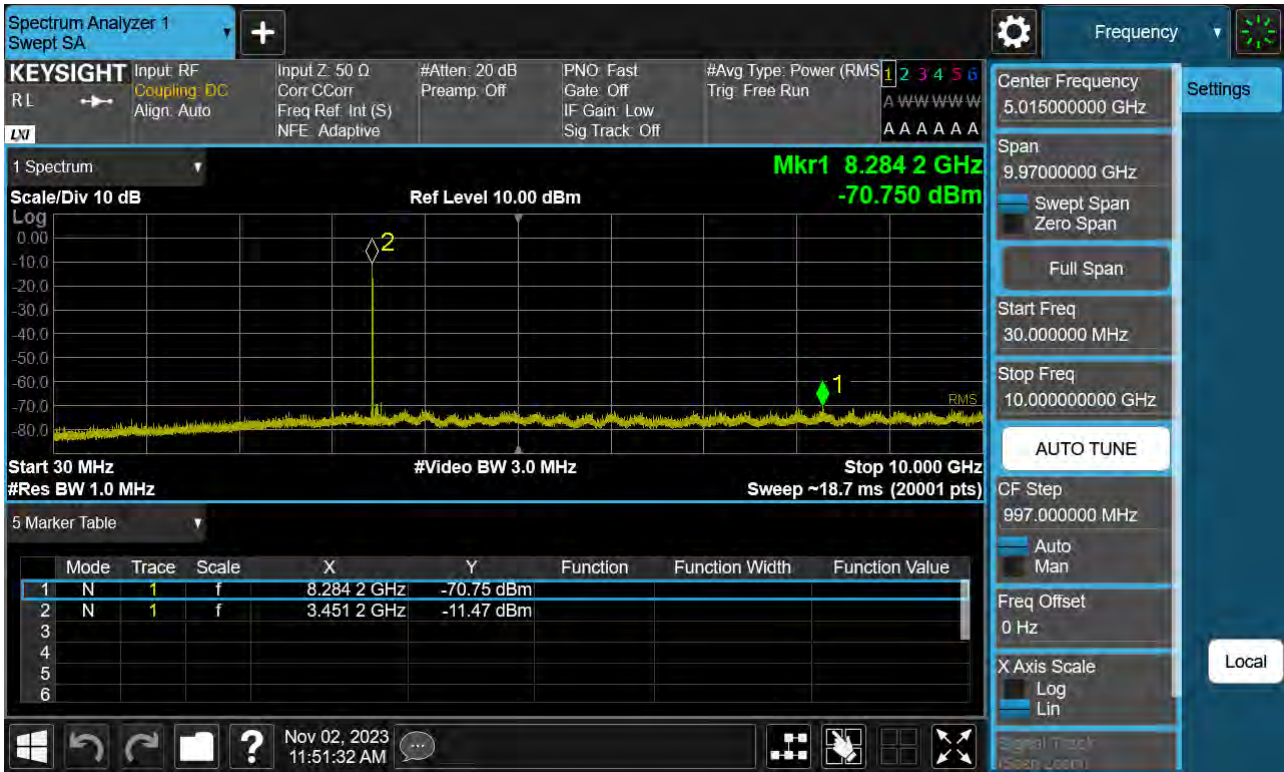 Spectrum Analyzer 1
Swept SA
+
Frequency
KEYSIGHT
RL
LXI
Input: RF
Coupling: DC
Align: Auto
Input Z: 50 Ω
Corr CCorr
Freq Ref: Int (S)
NFE: Adaptive
#Atten: 20 dB
Preamp: Off
PNO: Fast
Gate: Off
IF Gain: Low
Sig Track: Off
#Avg Type: Power (RMS
Trig: Free Run
1 2 3 4 5 6
A W W W W W
A A A A A A
1 Spectrum
Scale/Div 10 dB
Ref Level 10.00 dBm
Mkr1 8.284 2 GHz
-70.750 dBm
Log
0.00
-10.0
-20.0
-30.0
-40.0
-50.0
-60.0
-70.0
-80.0
2
1
RMS
Start 30 MHz
#Video BW 3.0 MHz
Stop 10.000 GHz
#Res BW 1.0 MHz
Sweep ~18.7 ms (20001 pts)
5 Marker Table
Mode Trace Scale X Y Function Function Width Function Value
1 N 1 f 8.284 2 GHz -70.75 dBm
2 N 1 f 3.451 2 GHz -11.47 dBm
3
4
5
6
Nov 02, 2023
11:51:32 AM
?
Center Frequency
5.015000000 GHz
Settings
Span
9.97000000 GHz
Swept Span
Zero Span
Full Span
Start Freq
30.000000 MHz
Stop Freq
10.000000000 GHz
AUTO TUNE
CF Step
997.000000 MHz
Auto
Man
Freq Offset
0 Hz
X Axis Scale
Log
Lin
Local
Signal Track
(Span Zoom)